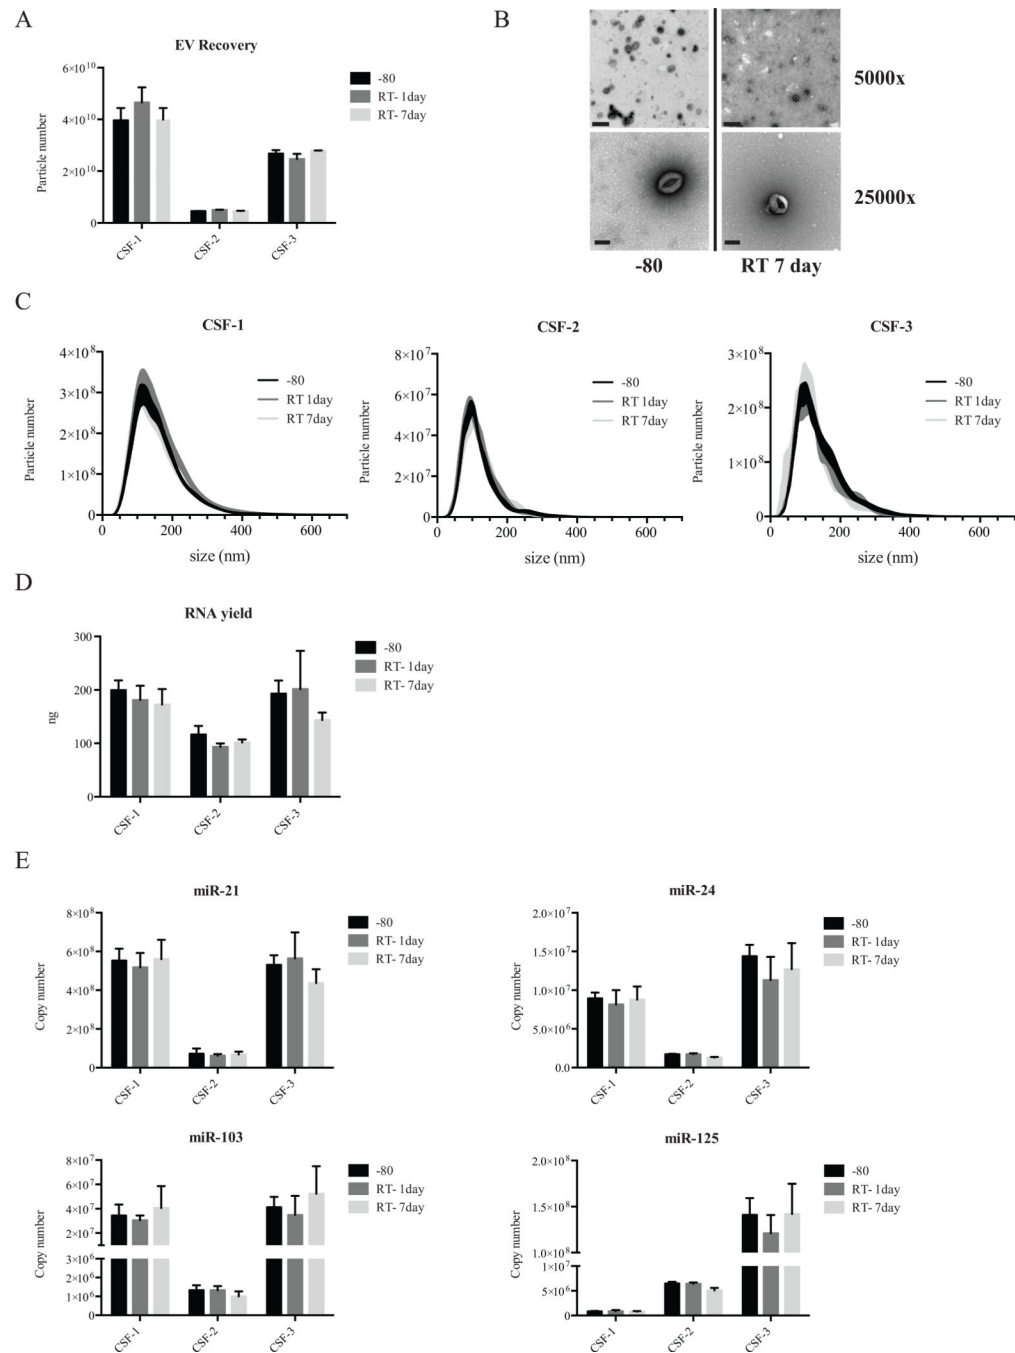 A
EV Recovery
Particle number
6×10¹⁰
4×10¹⁰
2×10¹⁰
0
CSF-1
CSF-2
CSF-3
-80
RT- 1day
RT- 7day
B
5000x
25000x
-80
RT 7 day
C
CSF-1
Particle number
4×10⁸
3×10⁸
2×10⁸
1×10⁸
0
0
200
400
600
size (nm)
-80
RT 1day
RT 7day
CSF-2
Particle number
8×10⁷
6×10⁷
4×10⁷
2×10⁷
0
0
200
400
600
size (nm)
-80
RT 1day
RT 7day
CSF-3
Particle number
3×10⁸
2×10⁸
1×10⁸
0
0
200
400
600
size (nm)
-80
RT 1day
RT 7day
D
RNA yield
ng
300
200
100
0
CSF-1
CSF-2
CSF-3
-80
RT- 1day
RT- 7day
E
miR-21
Copy number
8×10⁸
6×10⁸
4×10⁸
2×10⁸
0
CSF-1
CSF-2
CSF-3
-80
RT- 1day
RT- 7day
miR-24
Copy number
2.0×10⁷
1.5×10⁷
1.0×10⁷
5.0×10⁶
0.0
CSF-1
CSF-2
CSF-3
-80
RT- 1day
RT- 7day
miR-103
Copy number
8×10⁷
6×10⁷
4×10⁷
2×10⁷
3×10⁶
2×10⁶
1×10⁶
0
CSF-1
CSF-2
CSF-3
-80
RT- 1day
RT- 7day
miR-125
Copy number
2.0×10⁸
1.5×10⁸
1.0×10⁸
1×10⁷
5×10⁶
0
CSF-1
CSF-2
CSF-3
-80
RT- 1day
RT- 7day